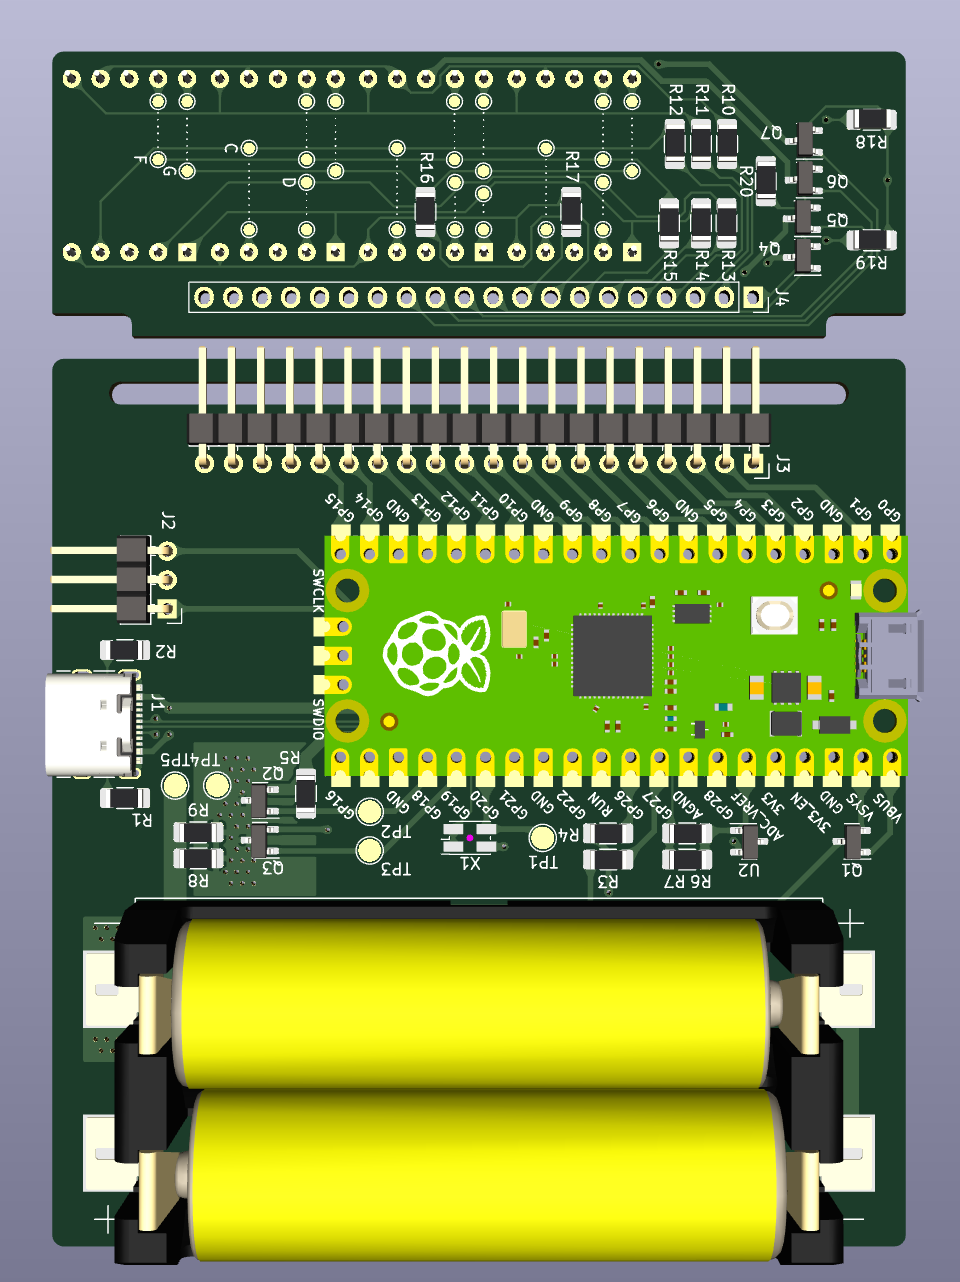 R12 R11 R10
Q7
R18
F
G
C
D
R16
R17
R20
Q6
Q5
Q4
R19
R15 R14 R13
J4
J3
J2
GP15 GP14 GND GP13 GP12 GP11 GP10 GND GP9 GP8 GP7 GP6 GND GP5 GP4 GP3 GP2 GND GP1 GP0
SWCLK
R2
J1
SWDIO
TP4 TP5
Q2
R5
GP16 GND GP18 GP19 GP20 GP21 GND GP22 RUN GP26 GP27 AGND GP28 ADC_VREF 3V3 3V3_EN GND VSYS VBUS
R1
R9
TP2
TP1
R4
R8
Q3
TP3
X1
R3
R7 R6
U2
Q1